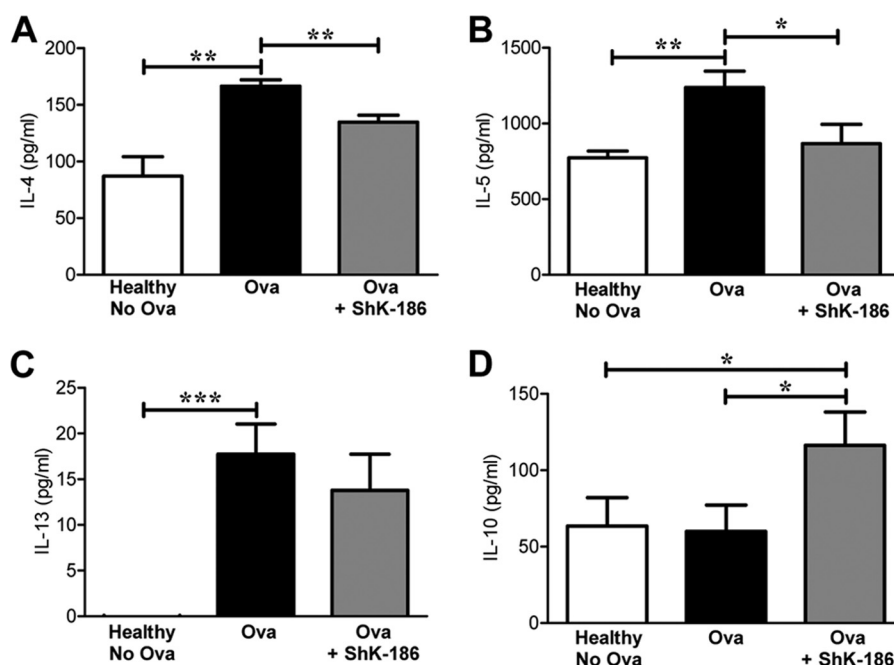 A
IL-4 (pg/ml)
200
150
100
50
0
**
**
Healthy
No Ova
Ova
Ova
+ ShK-186
B
IL-5 (pg/ml)
1500
1000
500
0
**
*
Healthy
No Ova
Ova
Ova
+ ShK-186
C
IL-13 (pg/ml)
25
20
15
10
5
0
***
Healthy
No Ova
Ova
Ova
+ ShK-186
D
IL-10 (pg/ml)
150
100
50
0
*
*
Healthy
No Ova
Ova
Ova
+ ShK-186